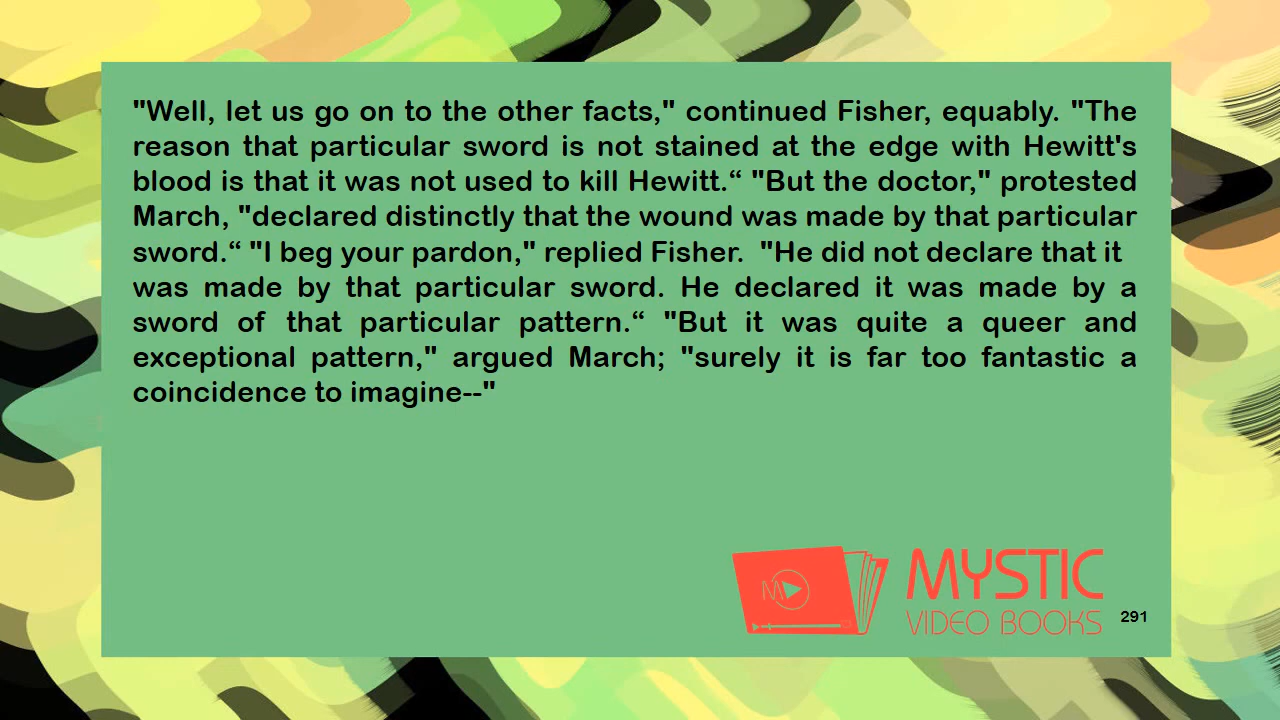 "Well, let us go on to the other facts," continued Fisher, equably. "The
reason that particular sword is not stained at the edge with Hewitt's
blood is that it was not used to kill Hewitt.“ "But the doctor," protested
March, "declared distinctly that the wound was made by that particular
sword.“ "I beg your pardon," replied Fisher.  "He did not declare that it
was made by that particular sword. He declared it was made by a
sword of that particular pattern.“ "But it was quite a queer and
exceptional pattern," argued March; "surely it is far too fantastic a
coincidence to imagine--"
M
MYSTIC
VIDEO BOOKS
291